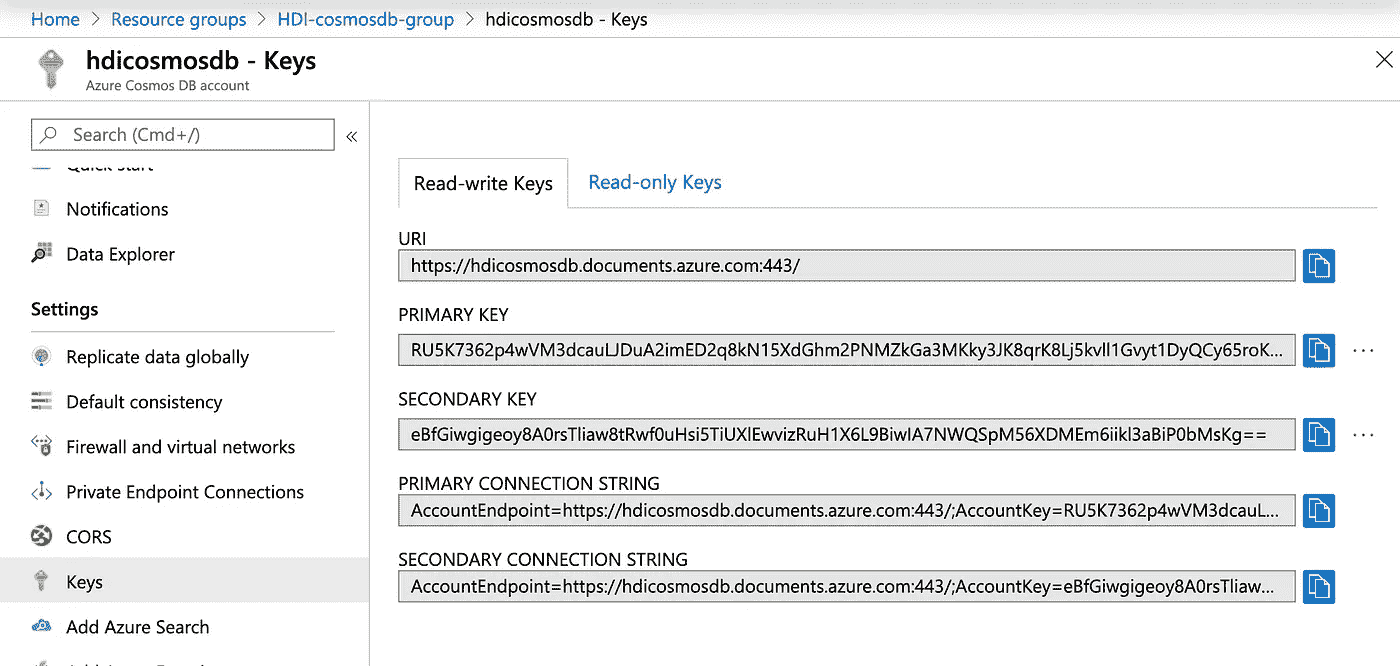 Home > Resource groups > HDI-cosmosdb-group > hdicosmosdb - Keys
hdicosmosdb - Keys
Azure Cosmos DB account
Search (Cmd+/)
Quick start
Notifications
Data Explorer
Settings
Replicate data globally
Default consistency
Firewall and virtual networks
Private Endpoint Connections
CORS
Keys
Add Azure Search
Read-write Keys
Read-only Keys
URI
https://hdicosmosdb.documents.azure.com:443/
PRIMARY KEY
RU5K7362p4wVM3dcauLJDuA2imED2q8kN15XdGhm2PNMZkGa3MKky3JK8qrK8Lj5kvll1Gvyt1DyQCy65roK...
SECONDARY KEY
eBfGiwgigeoy8A0rsTliaw8tRwf0uHsi5TiUXlEwvizRuH1X6L9BiwIA7NWQSpM56XDMEm6iikl3aBiP0bMsKg==
PRIMARY CONNECTION STRING
AccountEndpoint=https://hdicosmosdb.documents.azure.com:443/;AccountKey=RU5K7362p4wVM3dcauL...
SECONDARY CONNECTION STRING
AccountEndpoint=https://hdicosmosdb.documents.azure.com:443/;AccountKey=eBfGiwgigeoy8A0rsTliaw...